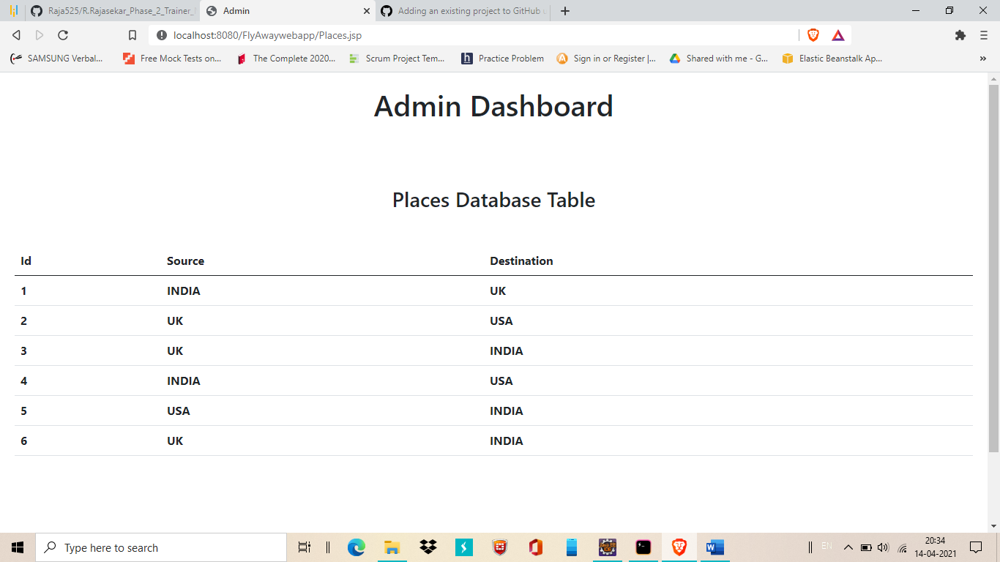 Raja525/R.Rajasekar_Phase_2_Trainer_
Admin
Adding an existing project to GitHub u
localhost:8080/FlyAwaywebapp/Places.jsp
SAMSUNG Verbal...
Free Mock Tests on...
The Complete 2020...
Scrum Project Tem...
Practice Problem
Sign in or Register |...
Shared with me - G...
Elastic Beanstalk Ap...
Admin Dashboard
Places Database Table
Id Source Destination
1 INDIA UK
2 UK USA
3 UK INDIA
4 INDIA USA
5 USA INDIA
6 UK INDIA
Type here to search
EN
20:34
14-04-2021